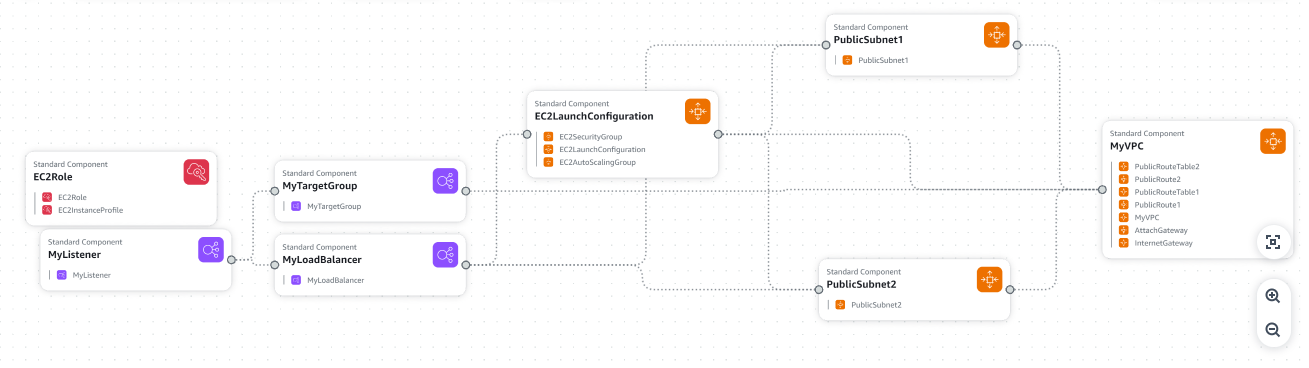 Standard Component
EC2Role
EC2Role
EC2InstanceProfile
Standard Component
MyListener
MyListener
Standard Component
MyTargetGroup
MyTargetGroup
Standard Component
MyLoadBalancer
MyLoadBalancer
Standard Component
EC2LaunchConfiguration
EC2SecurityGroup
EC2LaunchConfiguration
EC2AutoScalingGroup
Standard Component
PublicSubnet1
PublicSubnet1
Standard Component
PublicSubnet2
PublicSubnet2
Standard Component
MyVPC
PublicRouteTable2
PublicRoute2
PublicRouteTable1
PublicRoute1
MyVPC
AttachGateway
InternetGateway